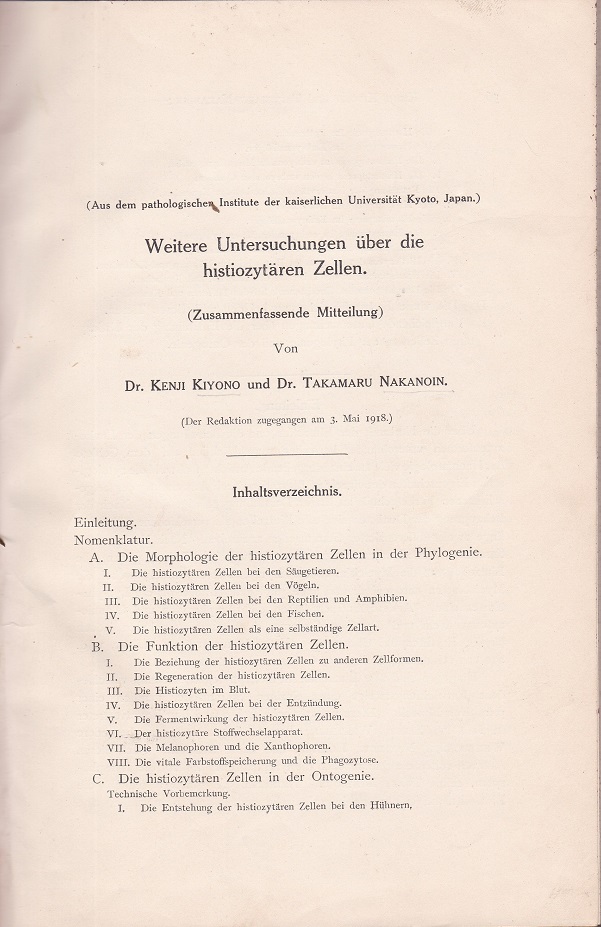 (Aus dem pathologischen Institute der kaiserlichen Universität Kyoto, Japan.)
Weitere Untersuchungen über die
histiozytären Zellen.
(Zusammenfassende Mitteilung)
Von
Dr. KENJI KIYONO und Dr. TAKAMARU NAKANOIN.
(Der Redaktion zugegangen am 3. Mai 1918.)
Inhaltsverzeichnis.
Einleitung.
Nomenklatur.
A. Die Morphologie der histiozytären Zellen in der Phylogenie.
I. Die histiozytären Zellen bei den Säugetieren.
II. Die histiozytären Zellen bei den Vögeln.
III. Die histiozytären Zellen bei den Reptilien und Amphibien.
IV. Die histiozytären Zellen bei den Fischen.
V. Die histiozytären Zellen als eine selbständige Zellart.
B. Die Funktion der histiozytären Zellen.
I. Die Beziehung der histiozytären Zellen zu anderen Zellformen.
II. Die Regeneration der histiozytären Zellen.
III. Die Histiozyten im Blut.
IV. Die histiozytären Zellen bei der Entzündung.
V. Die Fermentwirkung der histiozytären Zellen.
VI. Der histiozytäre Stoffwechselapparat.
VII. Die Melanophoren und die Xanthophoren.
VIII. Die vitale Farbstoffspeicherung und die Phagozytose.
C. Die histiozytären Zellen in der Ontogenie.
Technische Vorbemerkung.
I. Die Entstehung der histiozytären Zellen bei den Hühnern,